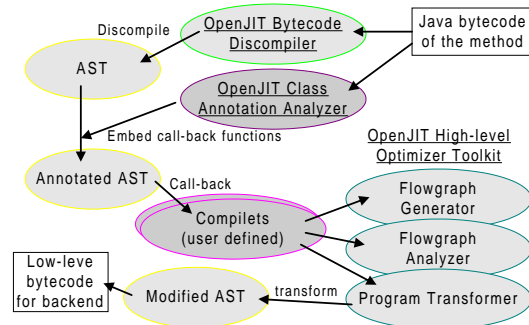 Discompile
OpenJIT Bytecode
Discompiler
Java bytecode
of the method
AST
OpenJIT Class
Annotation Analyzer
Embed call-back functions
OpenJIT High-level
Optimizer Toolkit
Annotated AST
Call-back
Flowgraph
Generator
Compilets
(user defined)
Flowgraph
Analyzer
Low-leve
bytecode
for backend
Modified AST
transform
Program Transformer